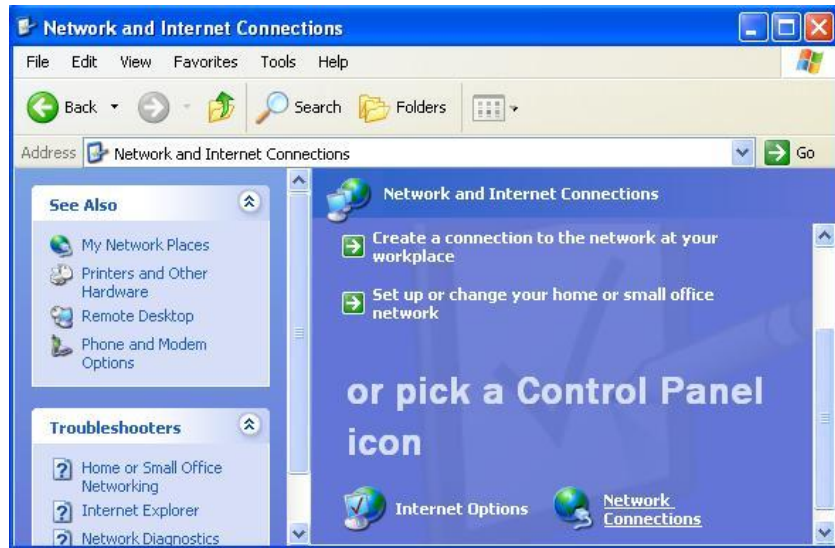 Network and Internet Connections
File Edit View Favorites Tools Help
Back Search Folders
Address Network and Internet Connections Go
See Also
My Network Places
Printers and Other
Hardware
Remote Desktop
Phone and Modem
Options
Troubleshooters
Home or Small Office
Networking
Internet Explorer
Network Diagnostics
Network and Internet Connections
Create a connection to the network at your
workplace
Set up or change your home or small office
network
or pick a Control Panel
icon
Internet Options
Network
Connections